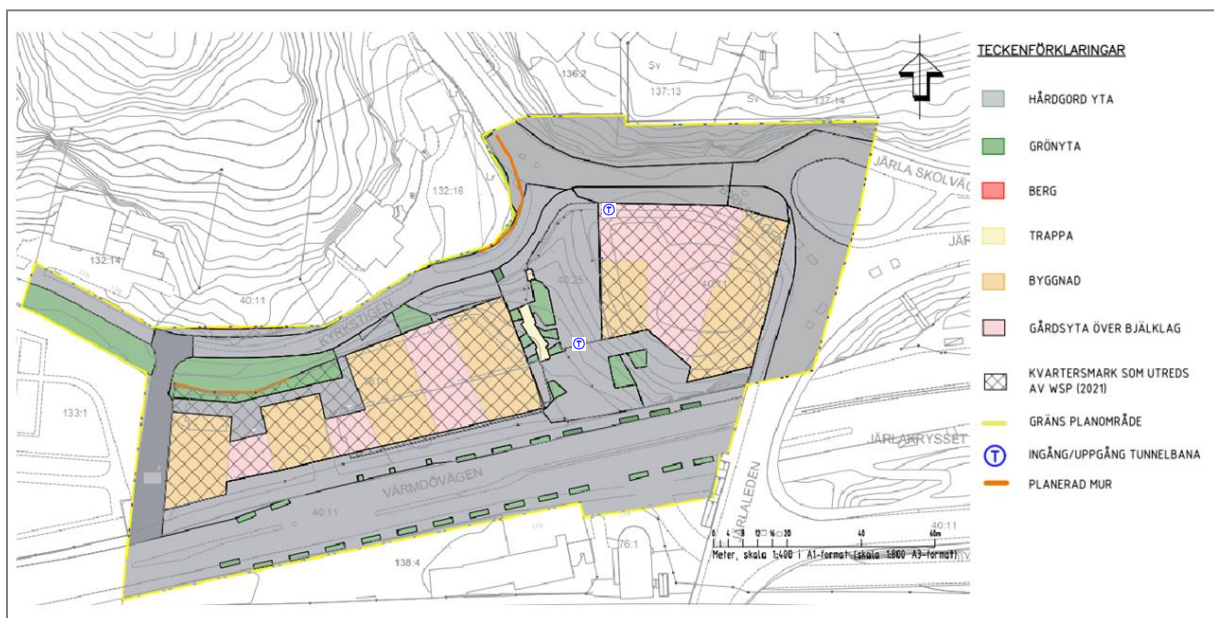 TECKENFÖRKLARINGAR
HÅRDGORD YTA
GRÖNYTA
BERG
TRAPPA
BYGGNAD
GÅRDSYTA ÖVER BJÄLKLAG
KVARTERSMARK SOM UTREDS
AV WSP (2021)
GRÄNS PLANOMRÅDE
INGÅNG/UPPGÅNG TUNNELBANA
PLANERAD MUR
136:2
Sv
137:13
Sv
137:14
Lr
132:16
Lr
JÄRLA SKOLVÄG
T
132:14
40:11
KYRKSTIGEN
T
133:1
JÄRLAKRYSSET
VÄRMDÖVÄGEN
40:11
JÄRLALEDEN
40:11
76:1
138:4
0 4 8 12 16 20 40 60m
Meter, skala 1:400 i A1-format (skala 1:800 A3-format)